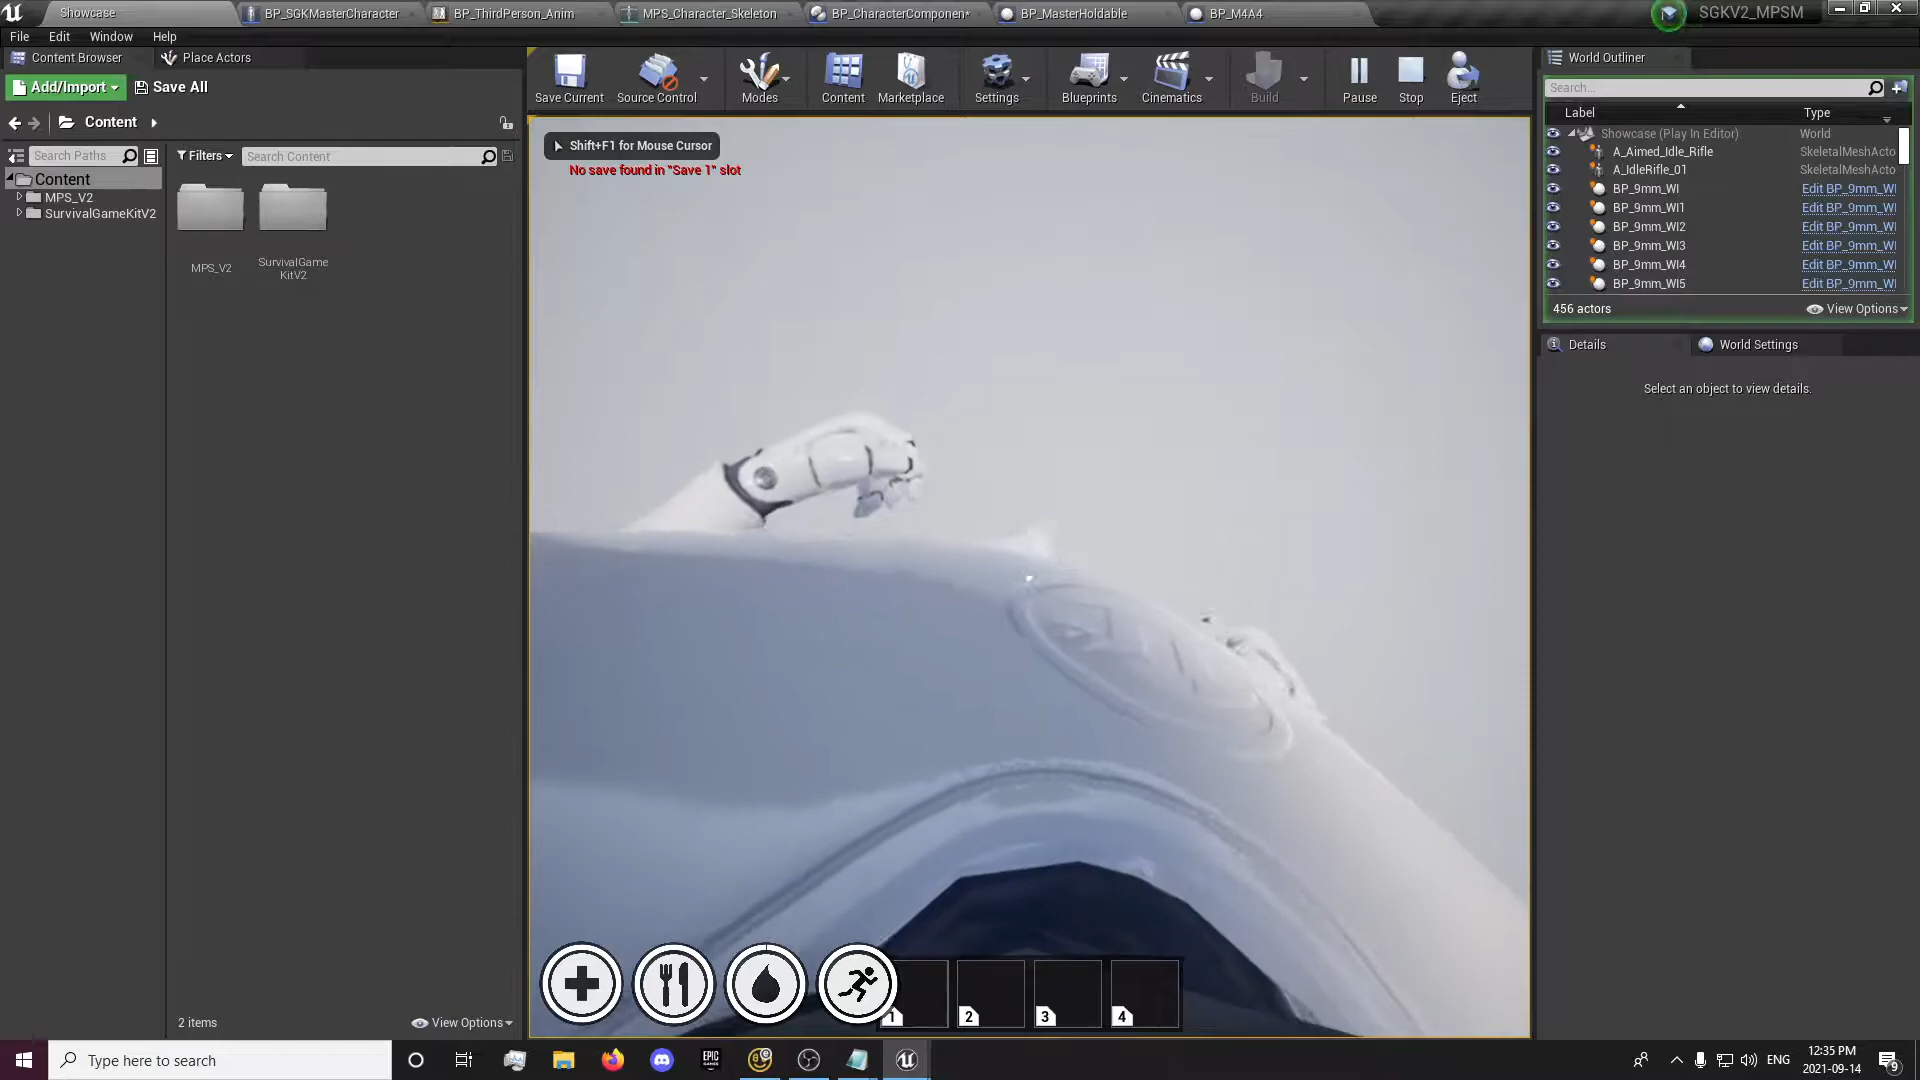 Showcase
BP_SGKMasterCharacter
BP_ThirdPerson_Anim
MPS_Character_Skeleton
BP_CharacterComponen*
BP_MasterHoldable
BP_M4A4
SGKV2_MPSM
File
Edit
Window
Help
Content Browser
Place Actors
World Outliner
Add/Import
Save All
Save Current
Source Control
Modes
Content
Marketplace
Settings
Blueprints
Cinematics
Build
Pause
Stop
Eject
Search...
Label
Type
Content
Search Paths
Filters
Search Content
Shift+F1 for Mouse Cursor
No save found in "Save 1" slot
Content
MPS_V2
SurvivalGameKitV2
MPS_V2
SurvivalGame
KitV2
Showcase (Play In Editor)
World
A_Aimed_Idle_Rifle
SkeletalMeshActo
A_IdleRifle_01
SkeletalMeshActo
BP_9mm_WI
Edit BP_9mm_WI
BP_9mm_WI1
Edit BP_9mm_WI
BP_9mm_WI2
Edit BP_9mm_WI
BP_9mm_WI3
Edit BP_9mm_WI
BP_9mm_WI4
Edit BP_9mm_WI
BP_9mm_WI5
Edit BP_9mm_WI
456 actors
View Options
Details
World Settings
Select an object to view details.
1
2
3
4
2 items
View Options
Type here to search
EPIC
GAMES
ENG
12:35 PM
2021-09-14
9